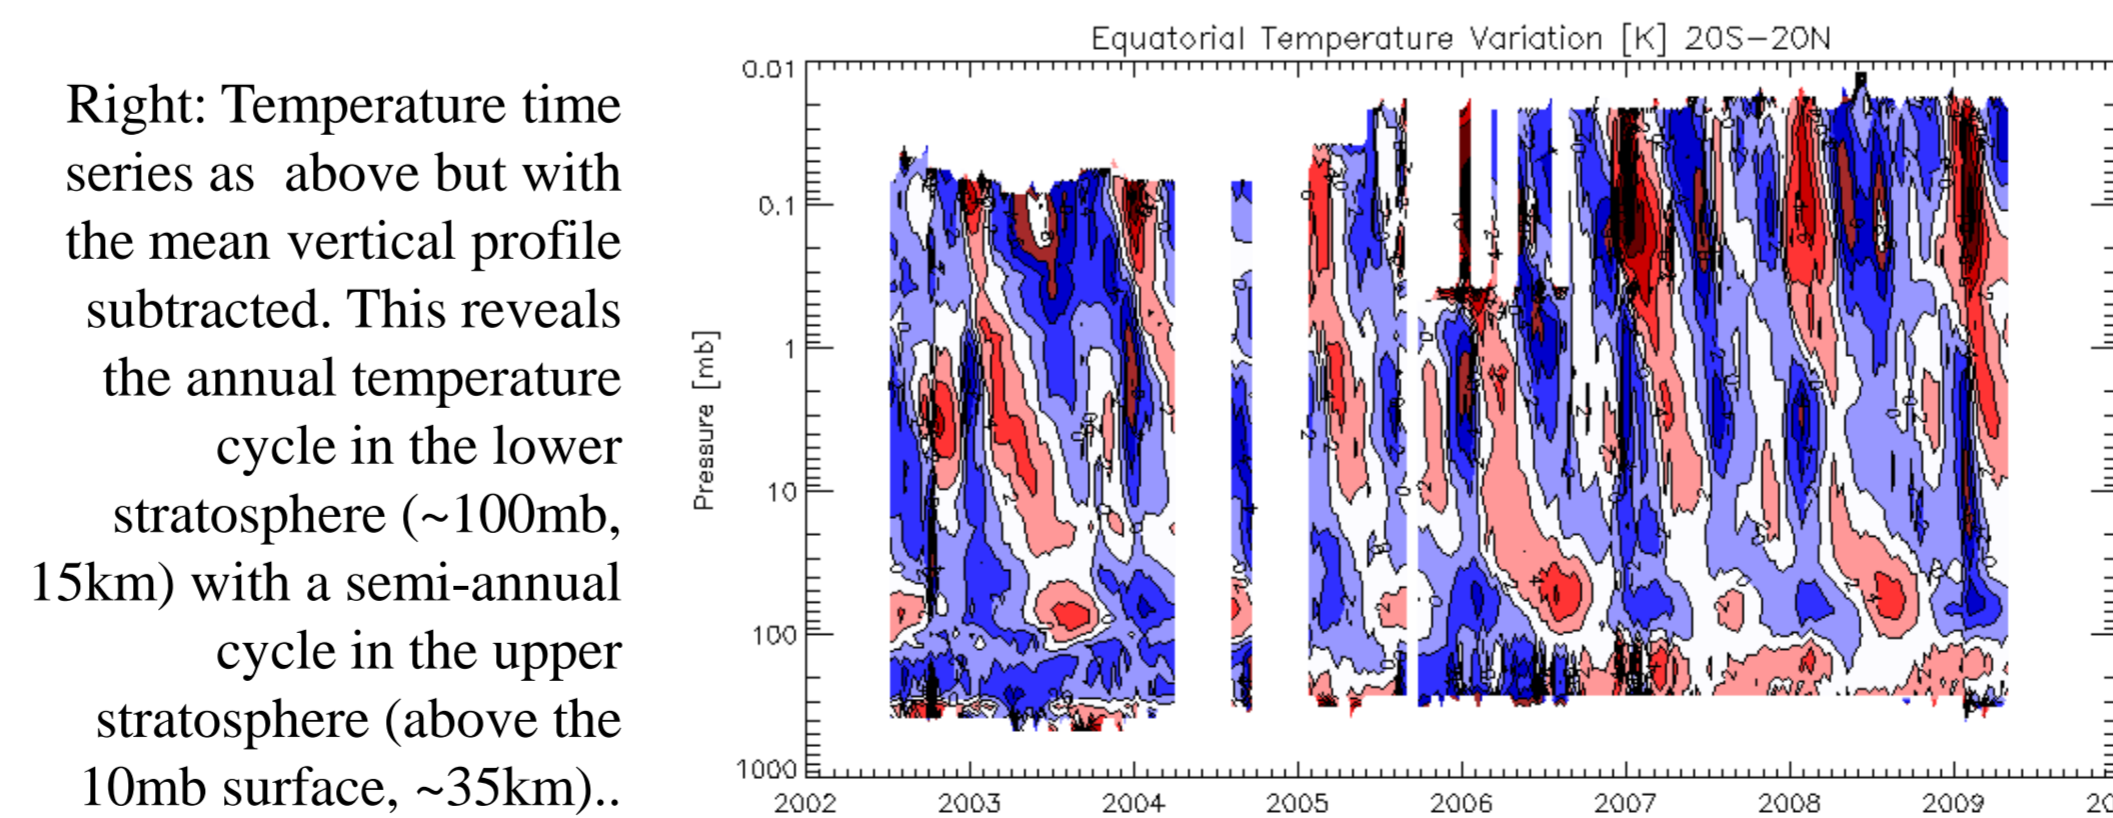 Right: Temperature time
series as  above but with
the mean vertical profile
subtracted. This reveals
the annual temperature
cycle in the lower
stratosphere (~100mb,
15km) with a semi-annual
cycle in the upper
stratosphere (above the
10mb surface, ~35km)..
Equatorial Temperature Variation [K] 20S-20N
Pressure [mb]
0.01
0.1
1
10
100
1000
2002 2003 2004 2005 2006 2007 2008 2009